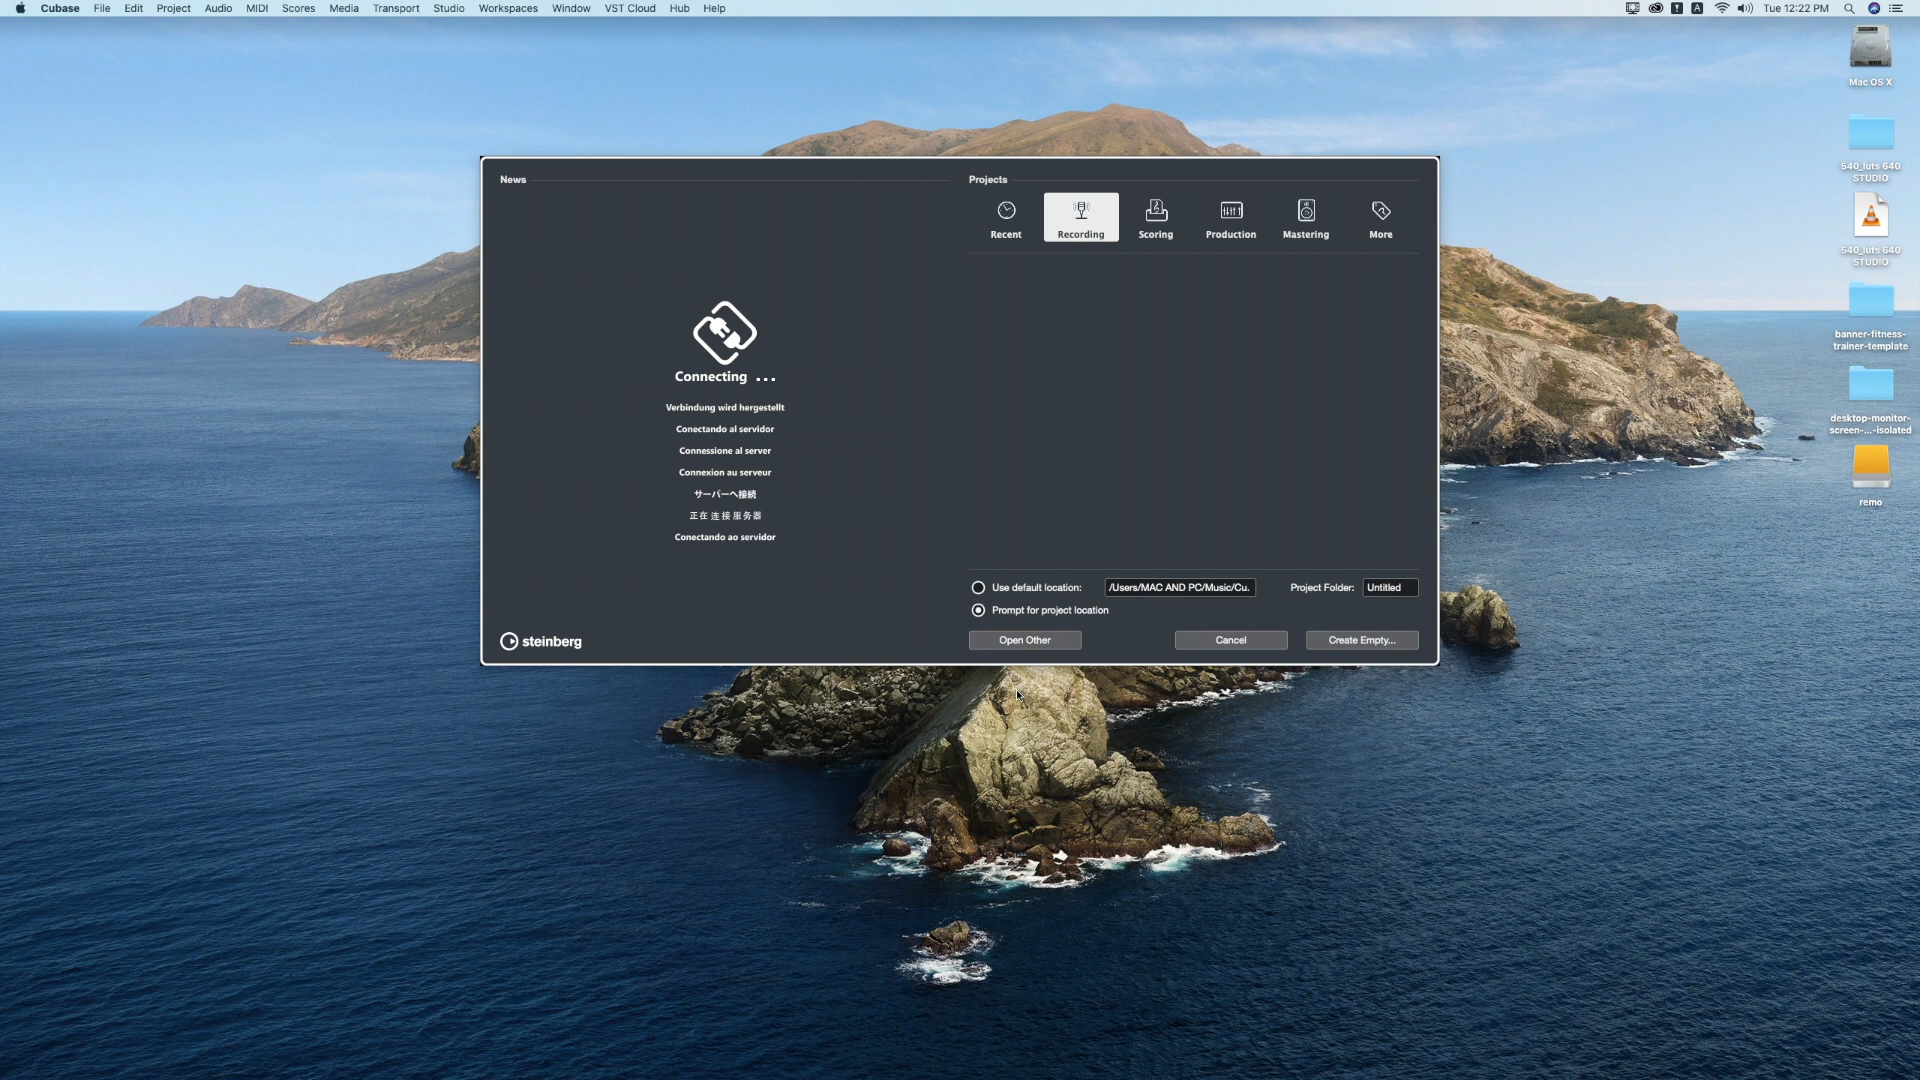 Cubase File Edit Project Audio MIDI Scores Media Transport Studio Workspaces Window VST Cloud Hub Help
A Tue 12:22 PM
Mac OS X
540_luts 640
STUDIO
540_luts 640
STUDIO
banner-fitness-
trainer-template
desktop-monitor-
screen-...-isolated
remo
News
Connecting ...
Verbindung wird hergestellt
Conectando al servidor
Connessione al server
Connexion au serveur
サーバーへ接続
正在 连接 服务器
Conectando ao servidor
steinberg
Projects
Recent Recording Scoring Production Mastering More
Use default location: /Users/MAC AND PC/Music/Cu. Project Folder: Untitled
Prompt for project location
Open Other Cancel Create Empty...